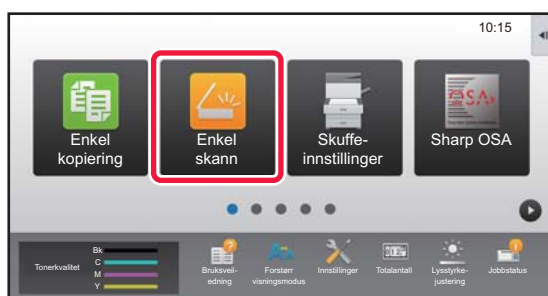 10:15
Enkel
kopiering
Enkel
skann
Skuffe-
innstillinger
OSA
Sharp OSA
Tonerkvalitet
Bk
C
M
Y
Bruksveil-
edning
Forstørr
visningsmodus
Innstillinger
Totalantall
Lysstyrke-
justering
Jobbstatus